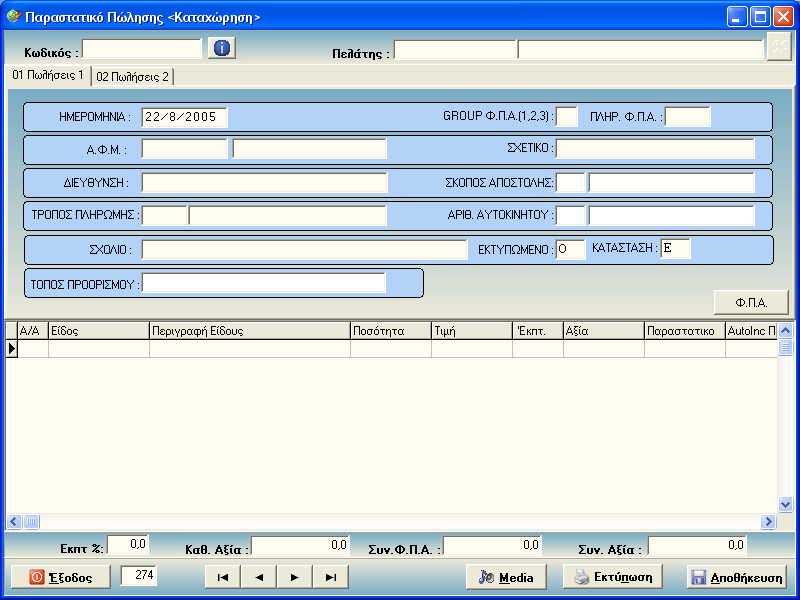 Παραστατικό Πώλησης <Καταχώρηση>
Κωδικός : Πελάτης :
01 Πωλήσεις 1 02 Πωλήσεις 2
ΗΜΕΡΟΜΗΝΙΑ : 22/8/2005 GROUP Φ.Π.Α.(1,2,3) : ΠΛΗΡ. Φ.Π.Α. :
Α.Φ.Μ. : ΣΧΕΤΙΚΟ :
ΔΙΕΥΘΥΝΣΗ : ΣΚΟΠΟΣ ΑΠΟΣΤΟΛΗΣ:
ΤΡΟΠΟΣ ΠΛΗΡΩΜΗΣ : ΑΡΙΘ. ΑΥΤΟΚΙΝΗΤΟΥ :
ΣΧΟΛΙΟ : ΕΚΤΥΠΩΜΕΝΟ : Ο ΚΑΤΑΣΤΑΣΗ : Ε
ΤΟΠΟΣ ΠΡΟΟΡΙΣΜΟΥ :
Φ.Π.Α.
Α/Α Είδος Περιγραφή Είδους Ποσότητα Τιμή Έκπτ. Αξία Παραστατικο AutoInc Π
Εκπτ %: 0,0 Καθ. Αξία : 0,0 Συν.Φ.Π.Α. : 0,0 Συν. Αξία : 0,0
Έξοδος 274 Media Εκτύπωση Αποθήκευση